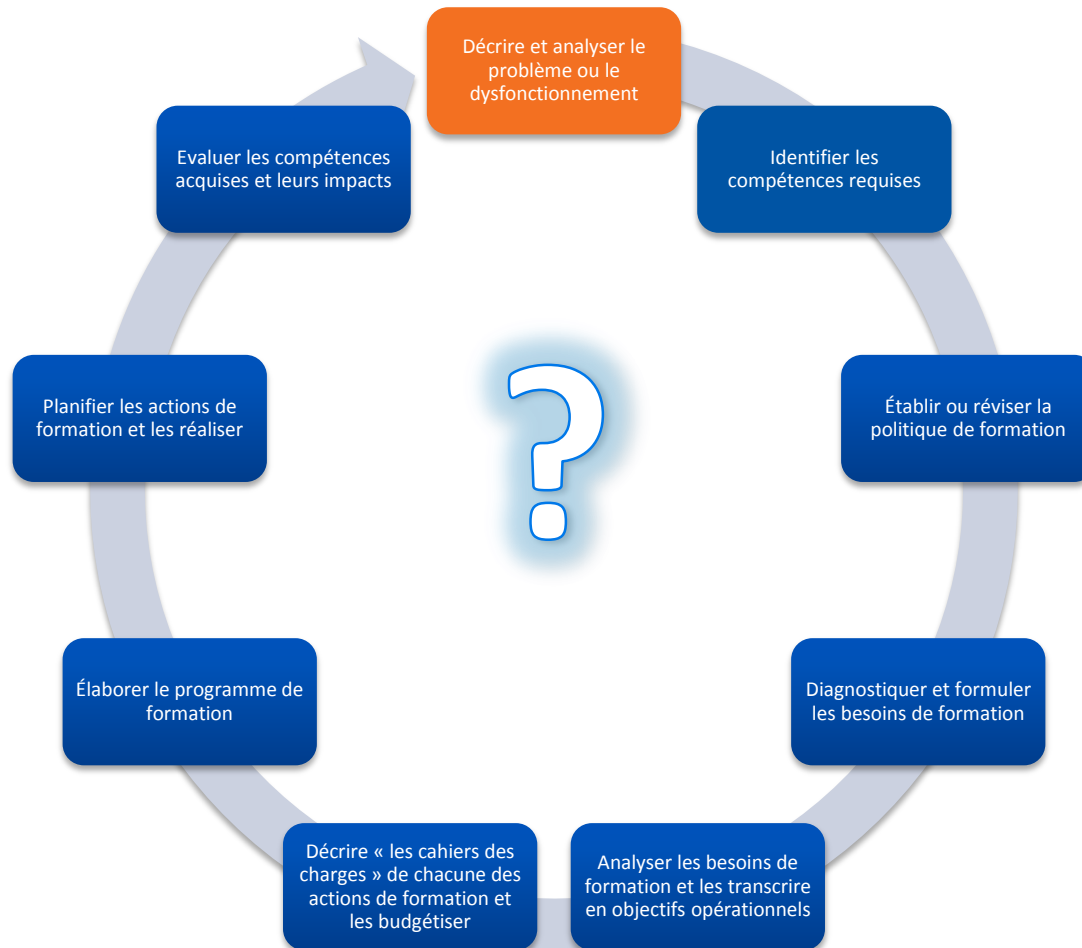 Décrire et analyser le
problème ou le
dysfonctionnement
Identifier les
compétences requises
Établir ou réviser la
politique de formation
Diagnostiquer et formuler
les besoins de formation
Analyser les besoins de
formation et les transcrire
en objectifs opérationnels
Décrire « les cahiers des
charges » de chacune des
actions de formation et
les budgétiser
Élaborer le programme de
formation
Planifier les actions de
formation et les réaliser
Evaluer les compétences
acquises et leurs impacts
?